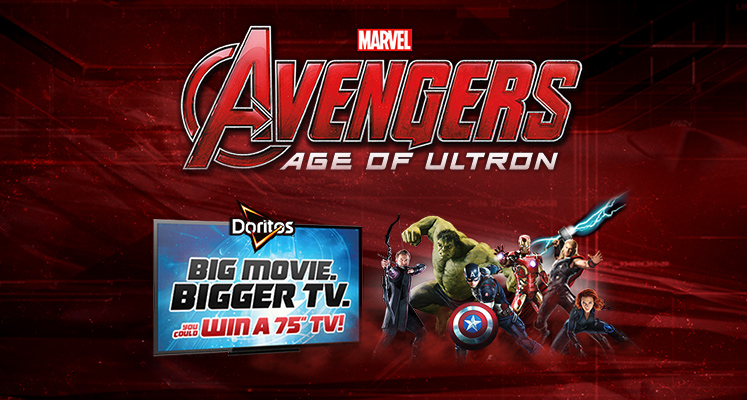 MARVEL
AVENGERS
AGE OF ULTRON
Doritos
BIG MOVIE.
BIGGER TV.
...YOU COULD WIN A 75" TV!